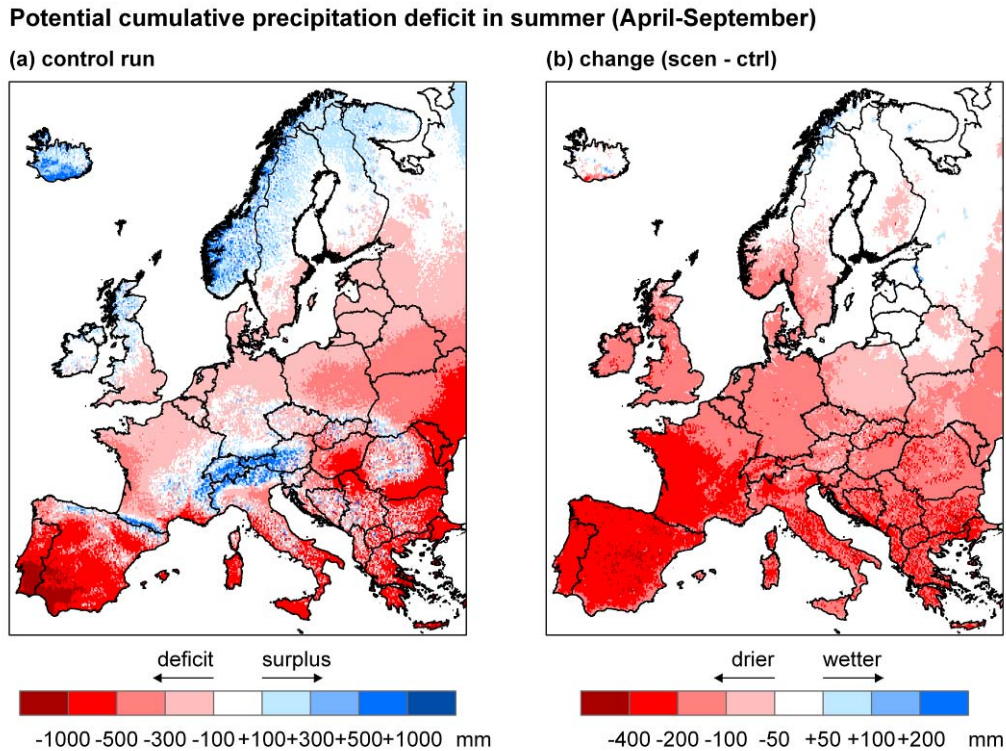 Potential cumulative precipitation deficit in summer (April-September)
(a) control run
(b) change (scen - ctrl)
deficit surplus
drier wetter
-1000 -500 -300 -100 +100 +300 +500 +1000 mm
-400 -200 -100 -50 +50 +100 +200 mm